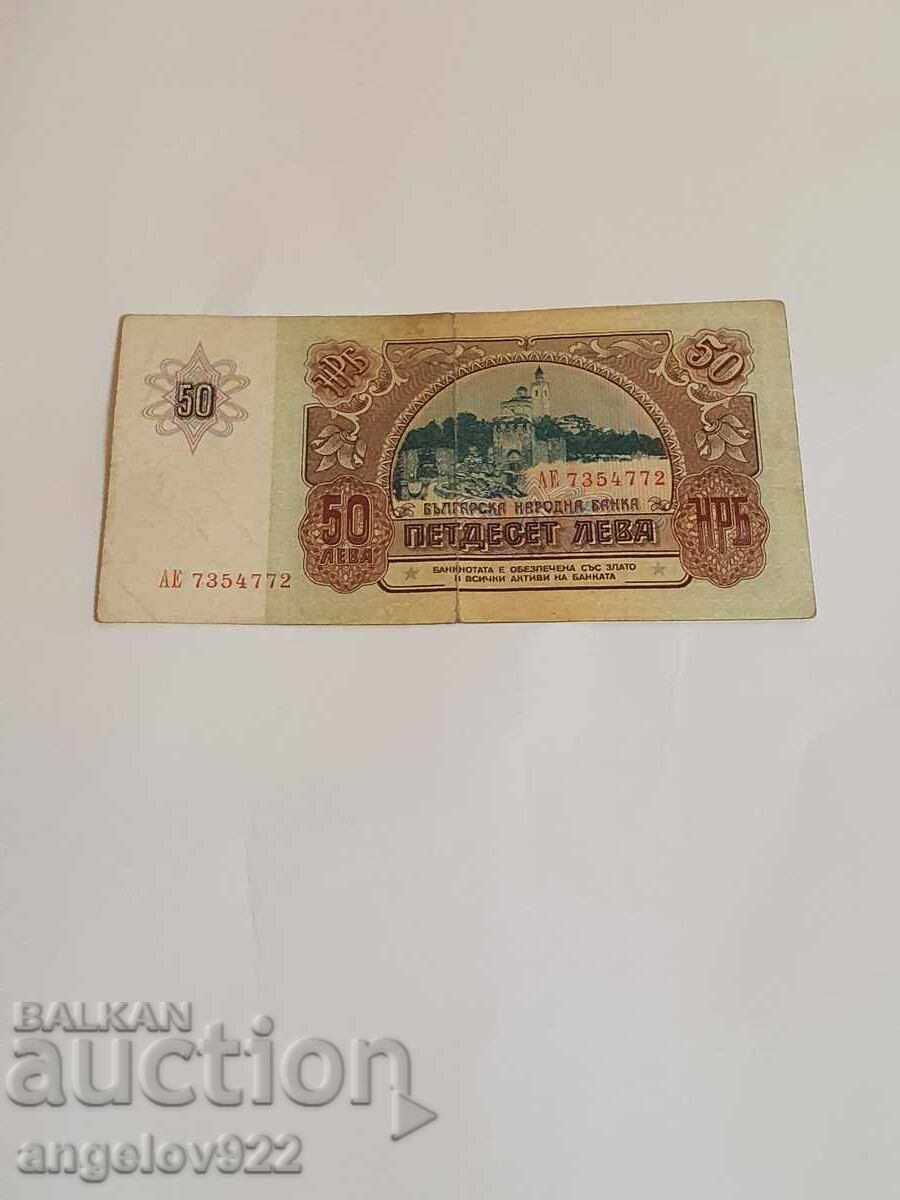 НРБ
50
50
АЕ 7354772
БЪЛГАРСКА НАРОДНА БАНКА
50
ЛЕВА
ПЕТДЕСЕТ ЛЕВА
НРБ
АЕ 7354772
БАНКНОТАТА Е ОБЕЗПЕЧЕНА СЪС ЗЛАТО
И ВСИЧКИ АКТИВИ НА БАНКАТА
BALKAN
auction
angelov922